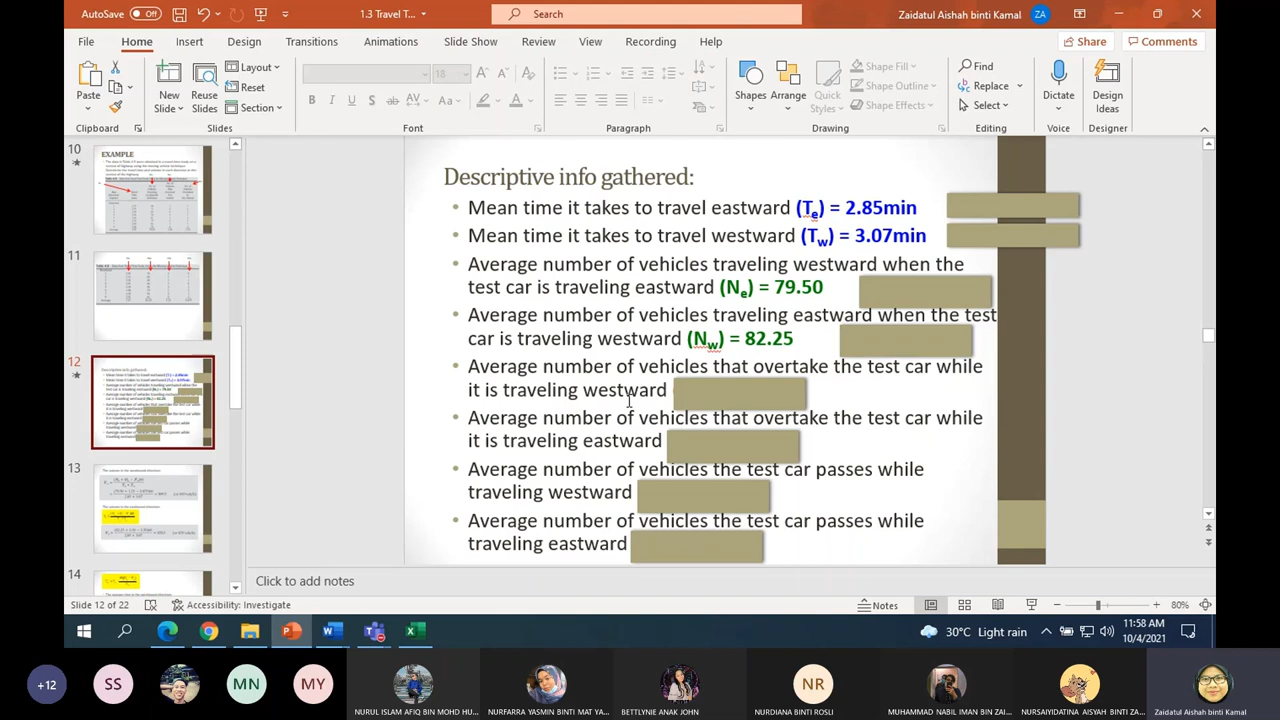 AutoSave Off
1.3 Travel T...
Search
Zaidatul Aishah binti Kamal ZA
File Home Insert Design Transitions Animations Slide Show Review View Recording Help Share Comments
Paste
New Slide
Reuse Slides
Layout
Reset
Section
18
Shapes
Arrange
Quick Styles
Shape Fill
Shape Outline
Shape Effects
Find
Replace
Select
Dictate
Design Ideas
Clipboard Slides Font Paragraph Drawing Editing Voice Designer
10
EXAMPLE
11
12
13
14
Descriptive info gathered:
• Mean time it takes to travel eastward (Te) = 2.85min
• Mean time it takes to travel westward (Tw) = 3.07min
• Average number of vehicles traveling westward when the
test car is traveling eastward (Ne) = 79.50
• Average number of vehicles traveling eastward when the test
car is traveling westward (Nw) = 82.25
• Average number of vehicles that overtake the test car while
it is traveling westward
• Average number of vehicles that overtake the test car while
it is traveling eastward
• Average number of vehicles the test car passes while
traveling westward
• Average number of vehicles the test car passes while
traveling eastward
Click to add notes
Slide 12 of 22 Accessibility: Investigate Notes 80%
30°C Light rain
11:58 AM
10/4/2021
+12
SS
MN
MY
NR
NURUL ISLAM AFIQ BIN MOHD HU...
NURFARRA YASMIN BINTI MAT YA...
BETTLYNIE ANAK JOHN
NURDIANA BINTI ROSLI
MUHAMMAD NABIL IMAN BIN ZAI...
NURSAIYIDATINA AISYAH BINTI ZAT...
Zaidatul Aishah binti Kamal